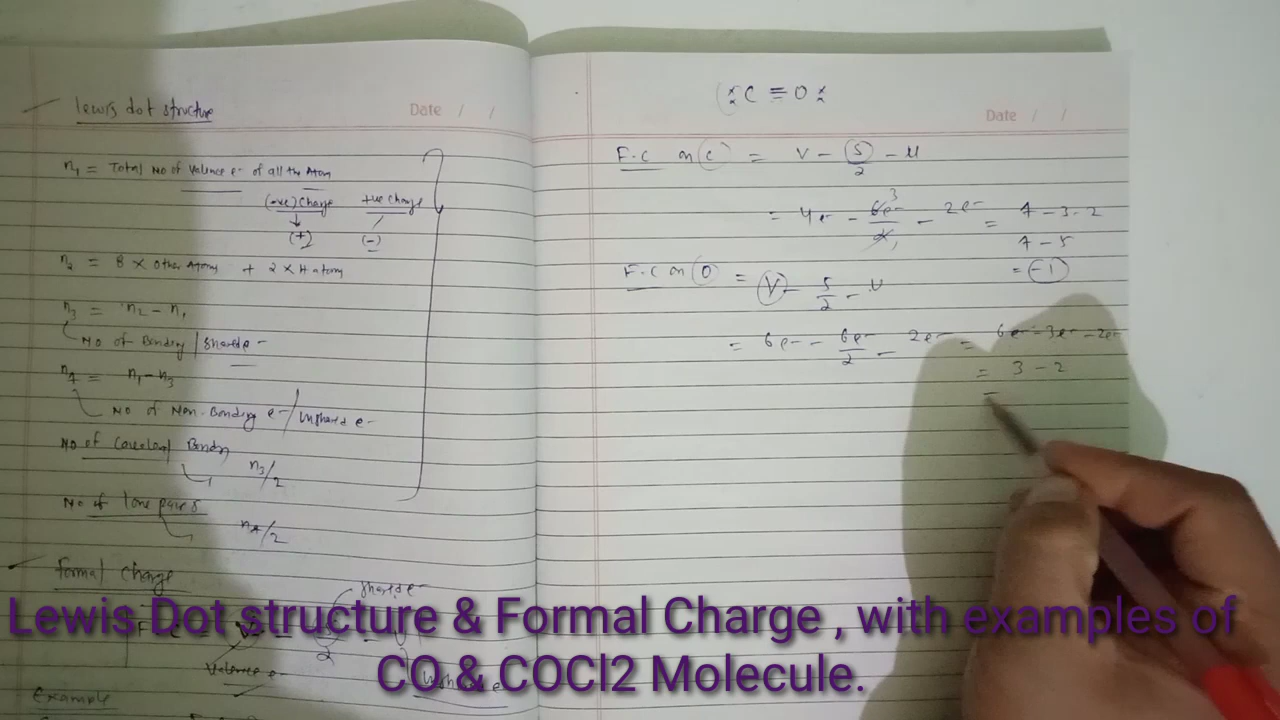 Lewis dot structure
Date / /
n1 = Total No of Valence e- of all the Atom
(-ve) Charge +ve Charge
(+) (-)
n2 = 8 × Other Atoms + 2 × H atom
n3 = n2 - n1
No of Bonding / Shared e-
n4 = n1 - n3
No of Non-Bonding e- / Unshared e-
No of Covalent Bonds
n3/2
No of lone pairs
n4/2
Formal Charge
Shared e-
2
Valence e-
Example
:C ≡ O:
Date / /
F.C on (C) = V - S/2 - U
= 4e- - 6e-/2 - 2e- = 4 - 3 - 2
3
4 - 5
= -1
F.C on (O) = V - S/2 - U
= 6e- - 6e-/2 - 2e- = 6e- - 3e- - 2e-
= 3 - 2
=
Lewis Dot structure & Formal Charge , with examples of
CO & COCl2 Molecule.